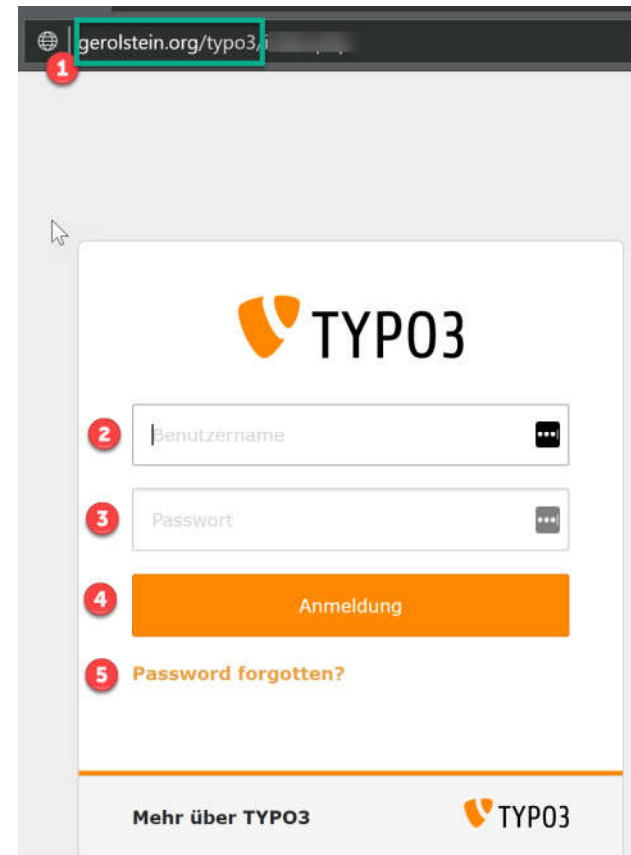 gerolstein.org/typo3/
1
TYPO3
2 Benutzername
3 Passwort
4 Anmeldung
5 Password forgotten?
Mehr über TYPO3 TYPO3